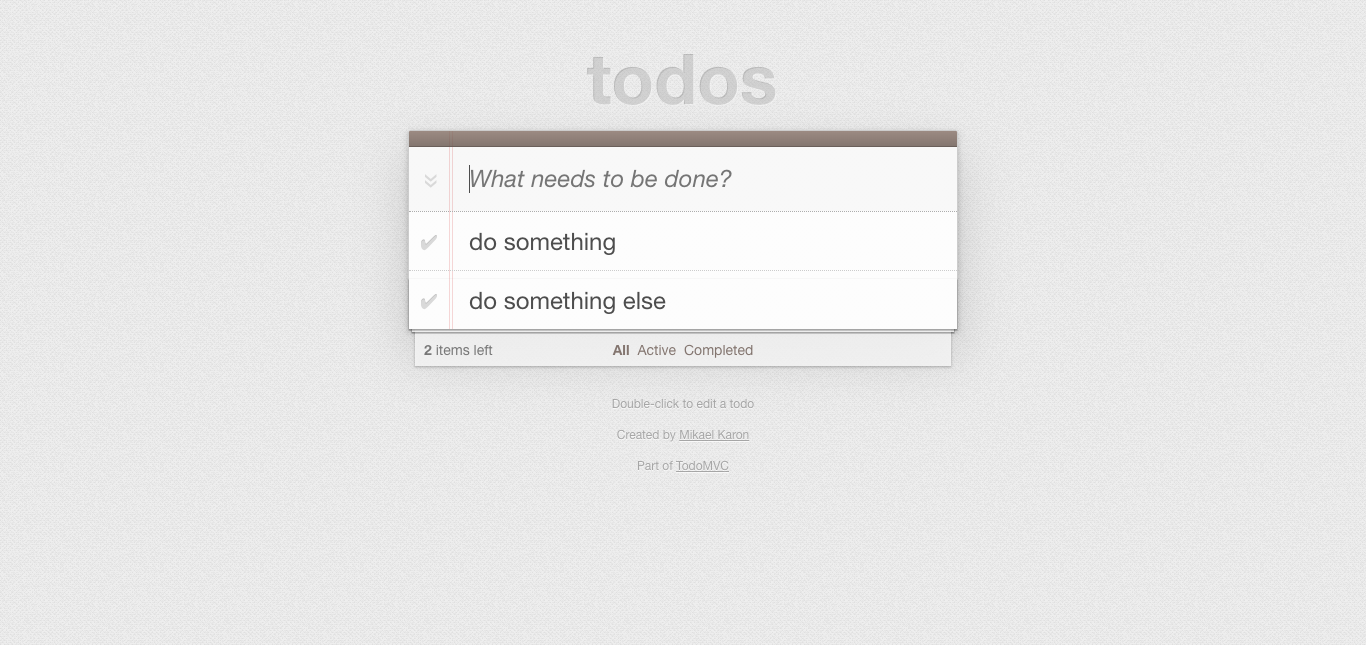 todos
What needs to be done?
do something
do something else
2 items left All Active Completed
Double-click to edit a todo
Created by Mikael Karon
Part of TodoMVC